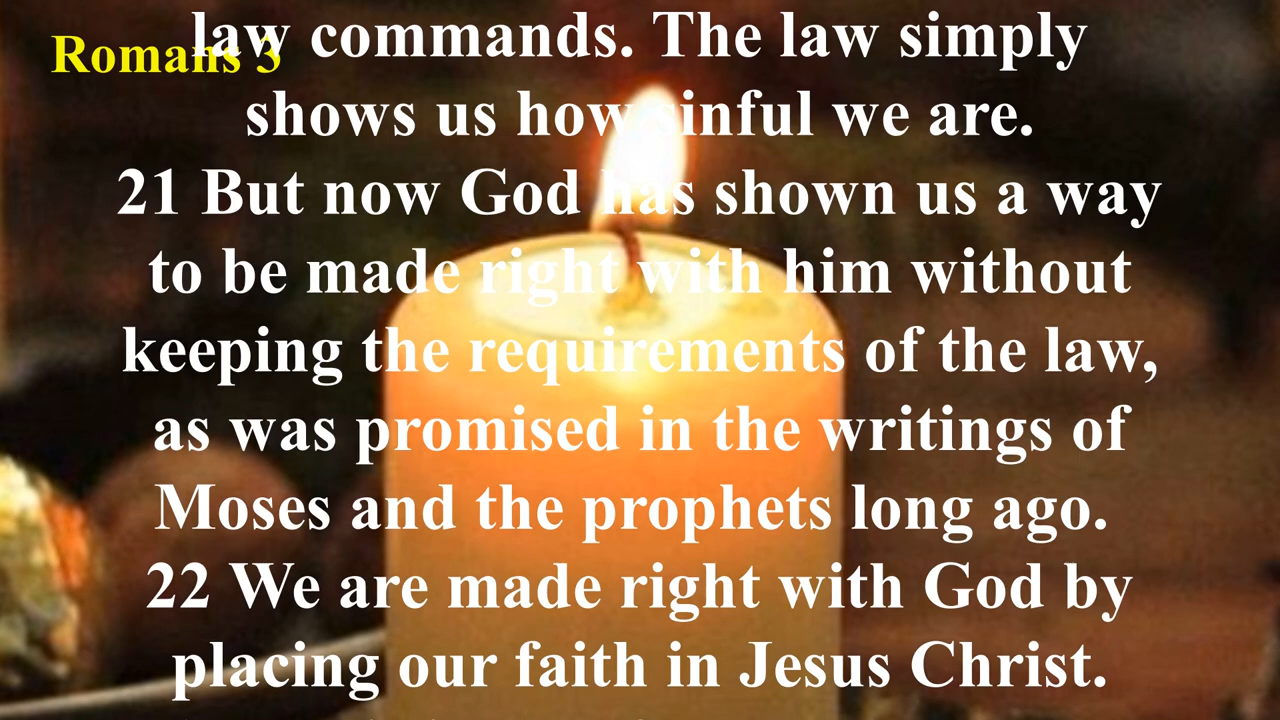 Romans 3
law commands. The law simply
shows us how sinful we are.
21 But now God has shown us a way
to be made right with him without
keeping the requirements of the law,
as was promised in the writings of
Moses and the prophets long ago.
22 We are made right with God by
placing our faith in Jesus Christ.